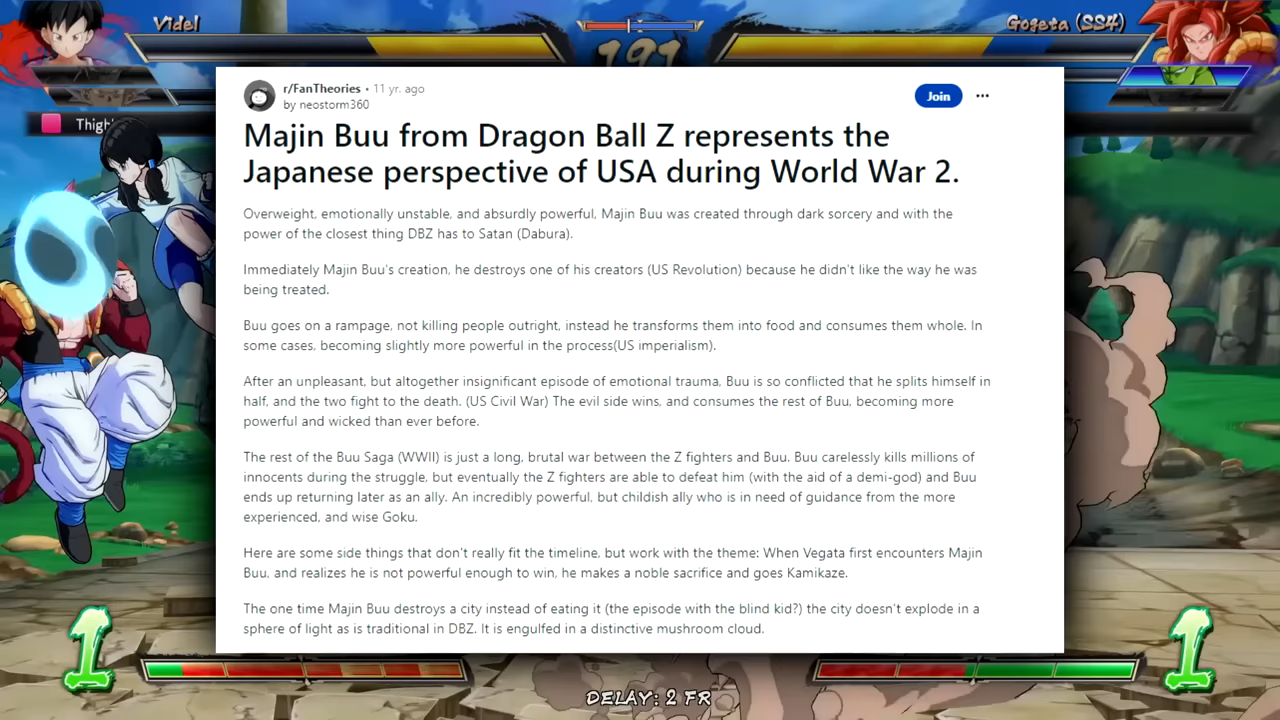 Videl
Gogeta (SS4)
191
Thigh
r/FanTheories • 11 yr. ago
by neostorm360
Join
Majin Buu from Dragon Ball Z represents the
Japanese perspective of USA during World War 2.
Overweight, emotionally unstable, and absurdly powerful, Majin Buu was created through dark sorcery and with the
power of the closest thing DBZ has to Satan (Dabura).
Immediately Majin Buu's creation, he destroys one of his creators (US Revolution) because he didn't like the way he was
being treated.
Buu goes on a rampage, not killing people outright, instead he transforms them into food and consumes them whole. In
some cases, becoming slightly more powerful in the process(US imperialism).
After an unpleasant, but altogether insignificant episode of emotional trauma, Buu is so conflicted that he splits himself in
half, and the two fight to the death. (US Civil War) The evil side wins, and consumes the rest of Buu, becoming more
powerful and wicked than ever before.
The rest of the Buu Saga (WWII) is just a long, brutal war between the Z fighters and Buu. Buu carelessly kills millions of
innocents during the struggle, but eventually the Z fighters are able to defeat him (with the aid of a demi-god) and Buu
ends up returning later as an ally. An incredibly powerful, but childish ally who is in need of guidance from the more
experienced, and wise Goku.
Here are some side things that don't really fit the timeline, but work with the theme: When Vegata first encounters Majin
Buu, and realizes he is not powerful enough to win, he makes a noble sacrifice and goes Kamikaze.
The one time Majin Buu destroys a city instead of eating it (the episode with the blind kid?) the city doesn't explode in a
sphere of light as is traditional in DBZ. It is engulfed in a distinctive mushroom cloud.
1
1
DELAY: 2 FR